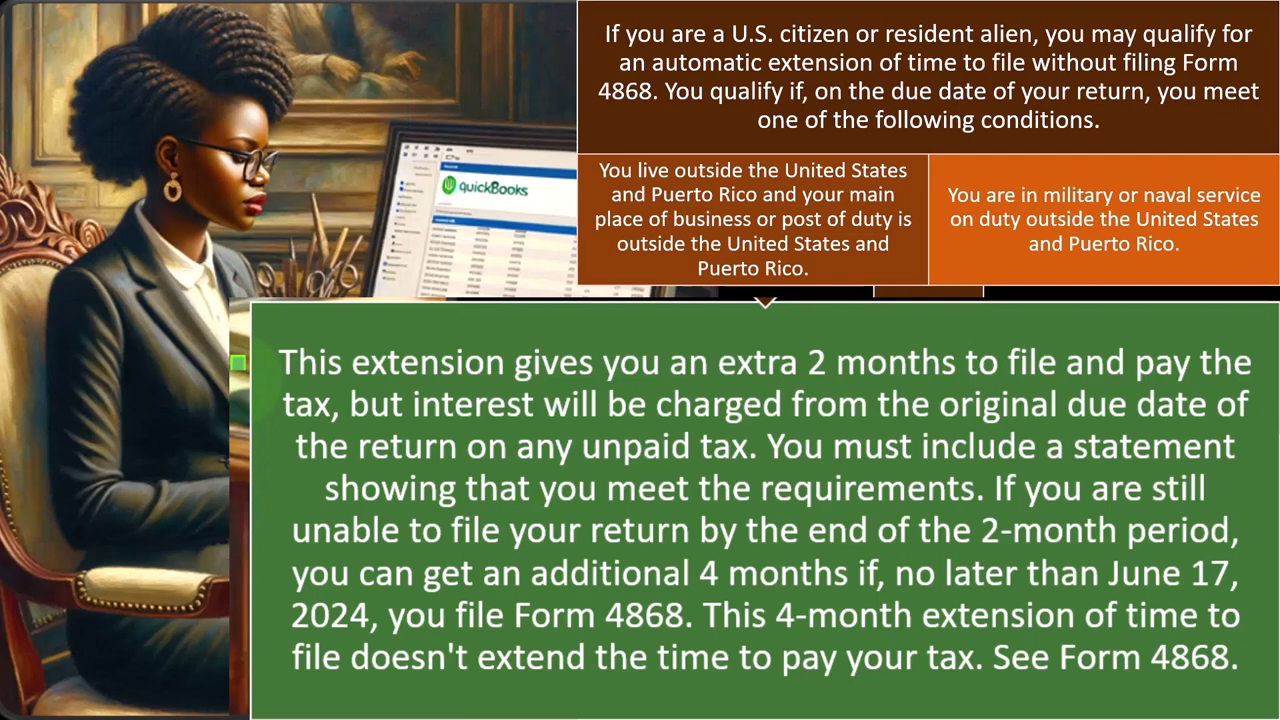 If you are a U.S. citizen or resident alien, you may qualify for
an automatic extension of time to file without filing Form
4868. You qualify if, on the due date of your return, you meet
one of the following conditions.
You live outside the United States
and Puerto Rico and your main
place of business or post of duty is
outside the United States and
Puerto Rico.
You are in military or naval service
on duty outside the United States
and Puerto Rico.
quickBooks
This extension gives you an extra 2 months to file and pay the
tax, but interest will be charged from the original due date of
the return on any unpaid tax. You must include a statement
showing that you meet the requirements. If you are still
unable to file your return by the end of the 2-month period,
you can get an additional 4 months if, no later than June 17,
2024, you file Form 4868. This 4-month extension of time to
file doesn't extend the time to pay your tax. See Form 4868.